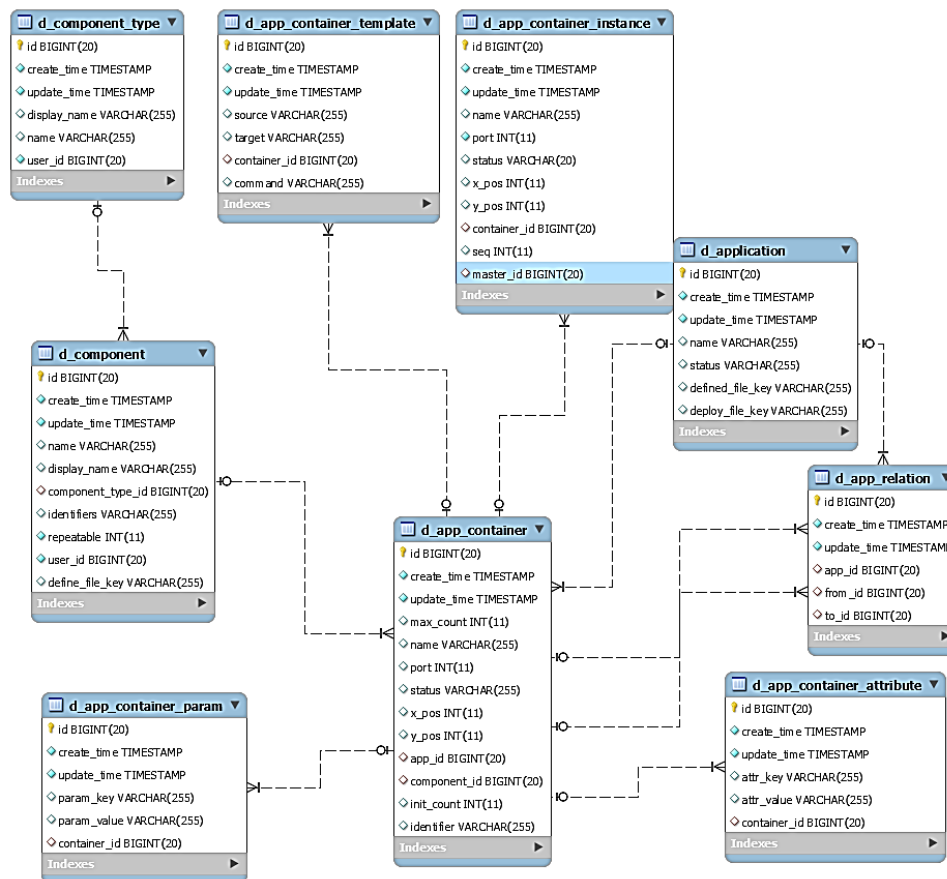 d_component_type
id BIGINT(20)
create_time TIMESTAMP
update_time TIMESTAMP
display_name VARCHAR(255)
name VARCHAR(255)
user_id BIGINT(20)
Indexes
d_app_container_template
id BIGINT(20)
create_time TIMESTAMP
update_time TIMESTAMP
source VARCHAR(255)
target VARCHAR(255)
container_id BIGINT(20)
command VARCHAR(255)
Indexes
d_app_container_instance
id BIGINT(20)
create_time TIMESTAMP
update_time TIMESTAMP
name VARCHAR(255)
port INT(11)
status VARCHAR(20)
x_pos INT(11)
y_pos INT(11)
container_id BIGINT(20)
seq INT(11)
master_id BIGINT(20)
Indexes
d_application
id BIGINT(20)
create_time TIMESTAMP
update_time TIMESTAMP
name VARCHAR(255)
status VARCHAR(255)
defined_file_key VARCHAR(255)
deploy_file_key VARCHAR(255)
Indexes
d_component
id BIGINT(20)
create_time TIMESTAMP
update_time TIMESTAMP
name VARCHAR(255)
display_name VARCHAR(255)
component_type_id BIGINT(20)
identifiers VARCHAR(255)
repeatable INT(11)
user_id BIGINT(20)
define_file_key VARCHAR(255)
Indexes
d_app_relation
id BIGINT(20)
create_time TIMESTAMP
update_time TIMESTAMP
app_id BIGINT(20)
from_id BIGINT(20)
to_id BIGINT(20)
Indexes
d_app_container
id BIGINT(20)
create_time TIMESTAMP
update_time TIMESTAMP
max_count INT(11)
name VARCHAR(255)
port INT(11)
status VARCHAR(255)
x_pos INT(11)
y_pos INT(11)
app_id BIGINT(20)
component_id BIGINT(20)
init_count INT(11)
identifier VARCHAR(255)
Indexes
d_app_container_param
id BIGINT(20)
create_time TIMESTAMP
update_time TIMESTAMP
param_key VARCHAR(255)
param_value VARCHAR(255)
container_id BIGINT(20)
Indexes
d_app_container_attribute
id BIGINT(20)
create_time TIMESTAMP
update_time TIMESTAMP
attr_key VARCHAR(255)
attr_value VARCHAR(255)
container_id BIGINT(20)
Indexes